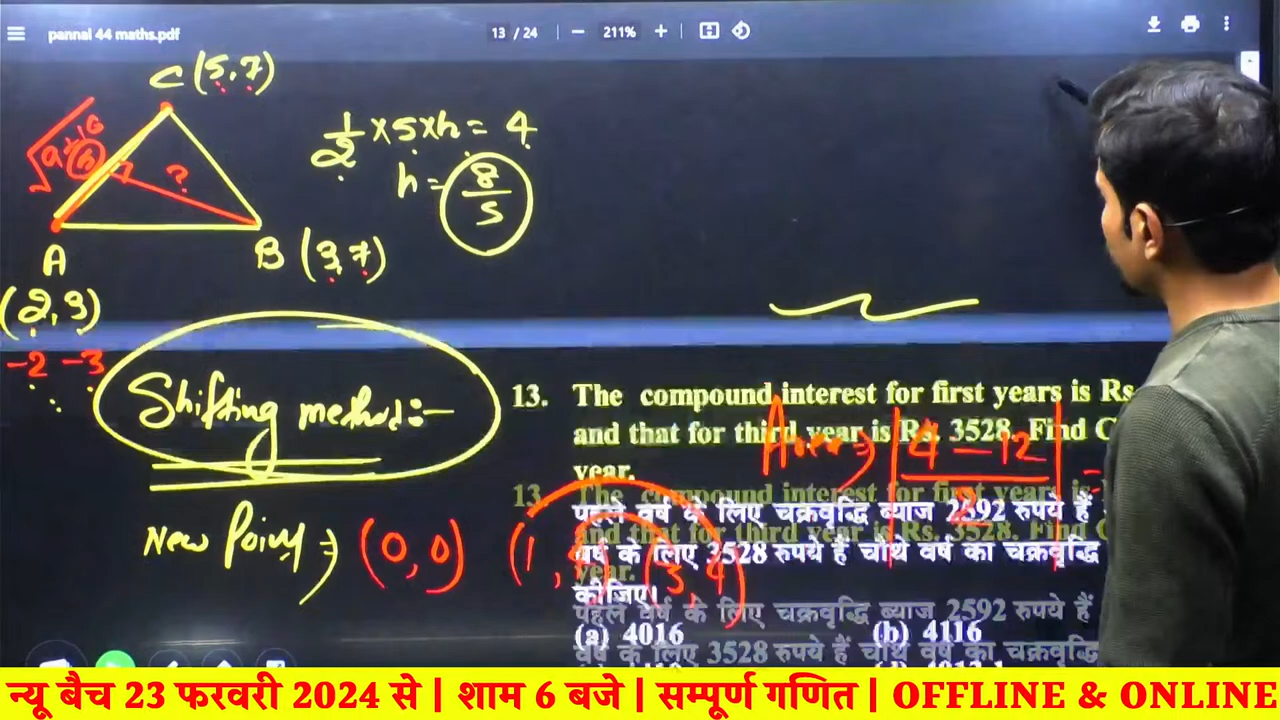 pannal 44 maths.pdf
13 / 24
211%
C (5,7)
1/2 × 5 × h = 4
h = 8/5
?
A
B (3,7)
(2,3)
-2 -3
Shifting method:-
New Point ⇒ (0,0) (1, (3,4)
Area ⇒ |4 - 12
13. The compound interest for first years is Rs.
and that for third year is Rs. 3528. Find C
year.
पहले वर्ष के लिए चक्रवृद्धि ब्याज 2592 रुपये हैं
वर्ष के लिए 3528 रुपये हैं चौथे वर्ष का चक्रवृद्धि
कीजिए।
(a) 4016
(b) 4116
न्यू बैच 23 फरवरी 2024 से | शाम 6 बजे | सम्पूर्ण गणित | OFFLINE & ONLINE